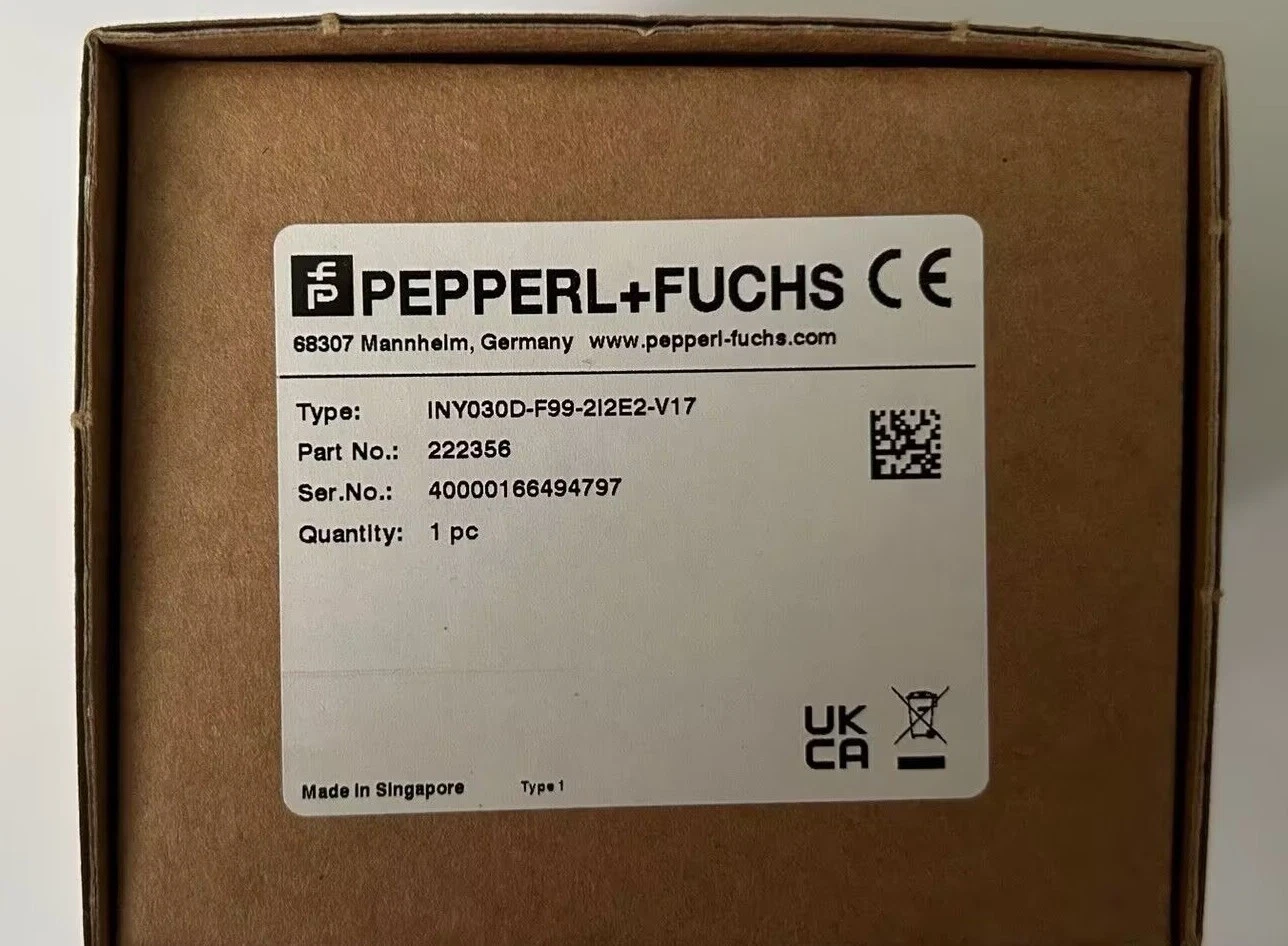 PEPPERL+FUCHS CE
68307 Mannheim, Germany www.pepperl-fuchs.com
Type: INY030D-F99-2I2E2-V17
Part No.: 222356
Ser.No.: 40000166494797
Quantity: 1 pc
UK
CA
Made in Singapore Type 1